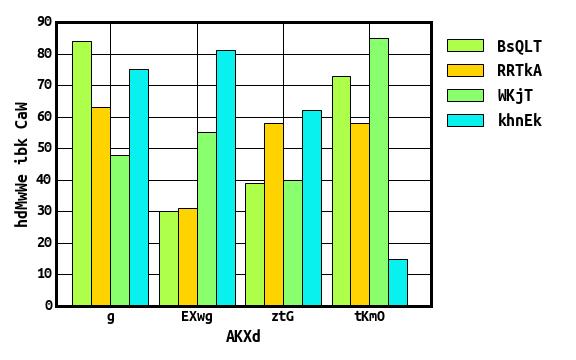 90
80
70
60
50
40
30
20
10
0
hdMwWe ibk CaW
g EXwg ztG tKmO
AKXd
BsQLT
RRTkA
WKjT
khnEk